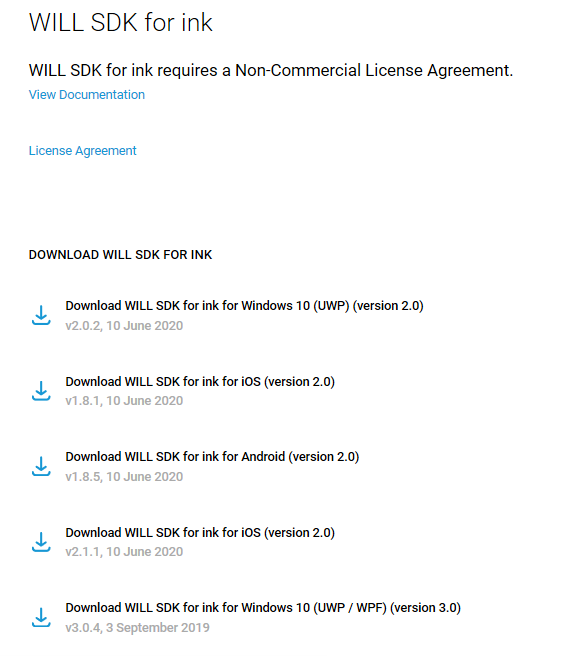 WILL SDK for ink
WILL SDK for ink requires a Non-Commercial License Agreement.
View Documentation
License Agreement
DOWNLOAD WILL SDK FOR INK
Download WILL SDK for ink for Windows 10 (UWP) (version 2.0)
v2.0.2, 10 June 2020
Download WILL SDK for ink for iOS (version 2.0)
v1.8.1, 10 June 2020
Download WILL SDK for ink for Android (version 2.0)
v1.8.5, 10 June 2020
Download WILL SDK for ink for iOS (version 2.0)
v2.1.1, 10 June 2020
Download WILL SDK for ink for Windows 10 (UWP / WPF) (version 3.0)
v3.0.4, 3 September 2019